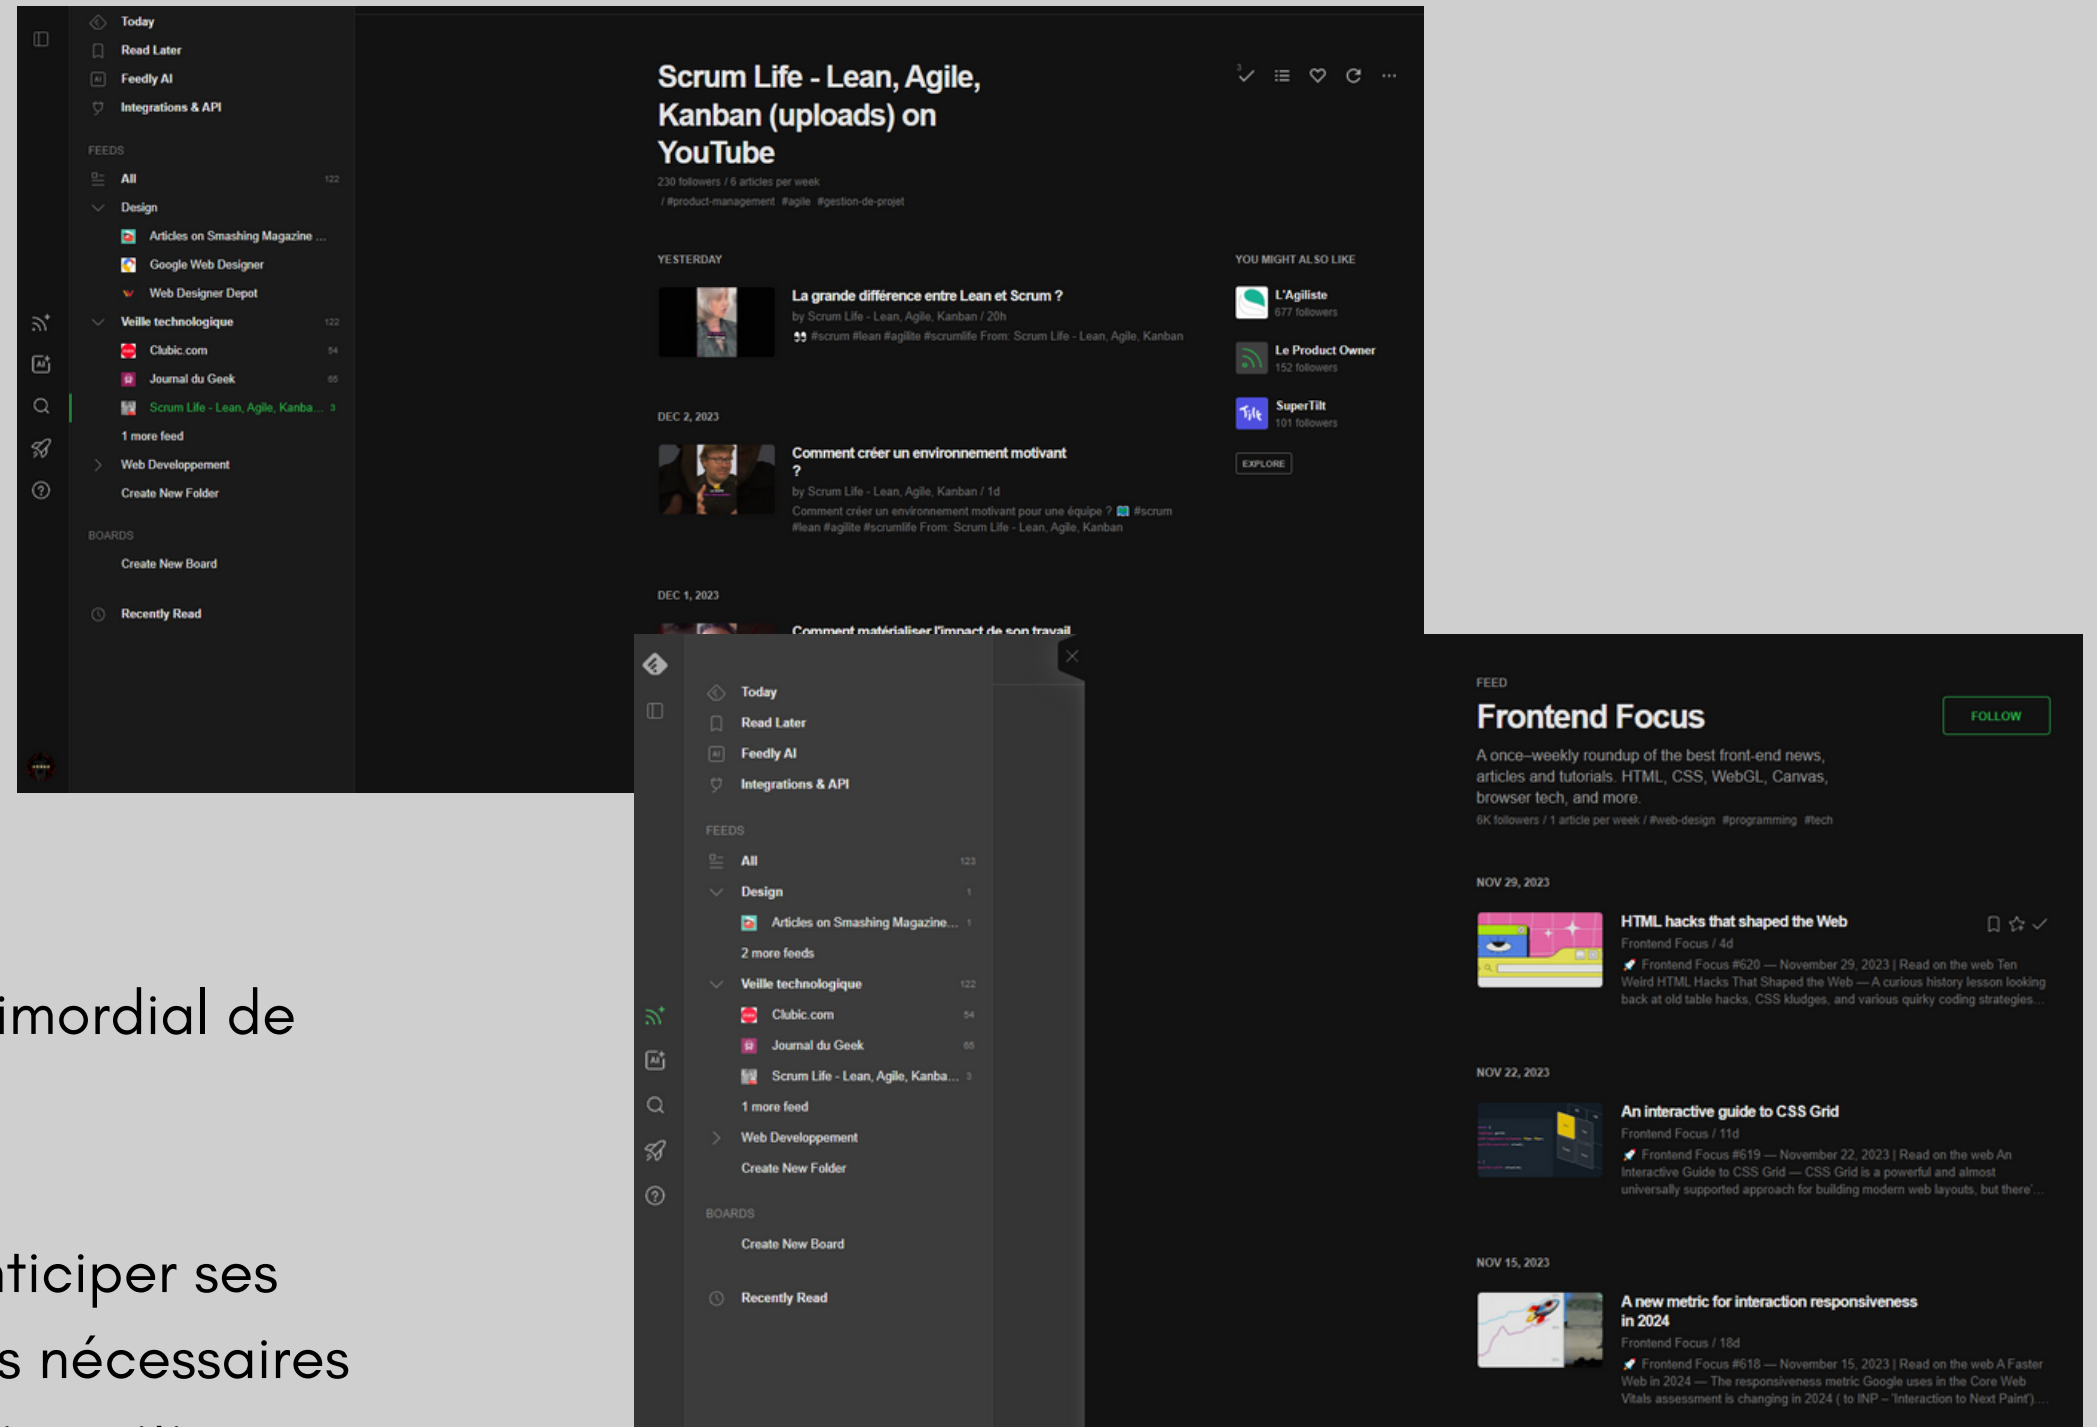 Today
Read Later
Feedly AI
Integrations & API
FEEDS
All 122
Design
Articles on Smashing Magazine ...
Google Web Designer
Web Designer Depot
Veille technologique 122
Clubic.com 54
Journal du Geek 65
Scrum Life - Lean, Agile, Kanba... 3
1 more feed
Web Developpement
Create New Folder
BOARDS
Create New Board
Recently Read
Scrum Life - Lean, Agile,
Kanban (uploads) on
YouTube
230 followers / 6 articles per week
/ #product-management #agile #gestion-de-projet
3
YESTERDAY
La grande différence entre Lean et Scrum ?
by Scrum Life - Lean, Agile, Kanban / 20h
👀 #scrum #lean #agilite #scrumlife From: Scrum Life - Lean, Agile, Kanban
DEC 2, 2023
Comment créer un environnement motivant
?
by Scrum Life - Lean, Agile, Kanban / 1d
Comment créer un environnement motivant pour une équipe ? 📖 #scrum
#lean #agilite #scrumlife From: Scrum Life - Lean, Agile, Kanban
DEC 1, 2023
Comment matérialiser l'impact de son travail
YOU MIGHT ALSO LIKE
L'Agiliste
677 followers
Le Product Owner
152 followers
Tilt
SuperTilt
101 followers
EXPLORE
Today
Read Later
Feedly AI
Integrations & API
FEEDS
All 123
Design 1
Articles on Smashing Magazine... 1
2 more feeds
Veille technologique 122
Clubic.com 54
Journal du Geek 65
Scrum Life - Lean, Agile, Kanba... 3
1 more feed
Web Developpement
Create New Folder
BOARDS
Create New Board
Recently Read
FEED
Frontend Focus
FOLLOW
A once–weekly roundup of the best front-end news,
articles and tutorials. HTML, CSS, WebGL, Canvas,
browser tech, and more.
6K followers / 1 article per week / #web-design #programming #tech
NOV 29, 2023
HTML hacks that shaped the Web
Frontend Focus / 4d
🚀 Frontend Focus #620 — November 29, 2023 | Read on the web Ten
Weird HTML Hacks That Shaped the Web — A curious history lesson looking
back at old table hacks, CSS kludges, and various quirky coding strategies...
NOV 22, 2023
An interactive guide to CSS Grid
Frontend Focus / 11d
🚀 Frontend Focus #619 — November 22, 2023 | Read on the web An
Interactive Guide to CSS Grid — CSS Grid is a powerful and almost
universally supported approach for building modern web layouts, but there'...
NOV 15, 2023
A new metric for interaction responsiveness
in 2024
Frontend Focus / 18d
🚀 Frontend Focus #618 — November 15, 2023 | Read on the web A Faster
Web in 2024 — The responsiveness metric Google uses in the Core Web
Vitals assessment is changing in 2024 ( to INP – 'Interaction to Next Paint')....
imordial de
ticiper ses
s nécessaires